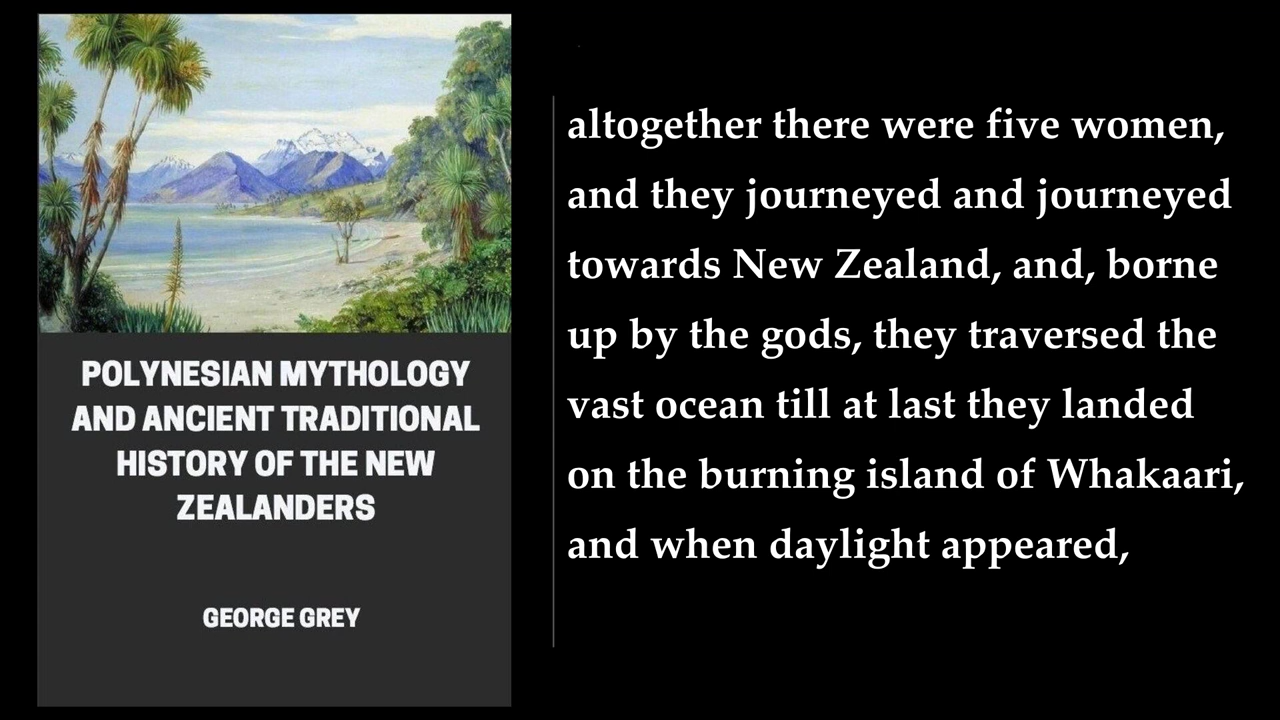 POLYNESIAN MYTHOLOGY
AND ANCIENT TRADITIONAL
HISTORY OF THE NEW
ZEALANDERS
GEORGE GREY
altogether there were five women,
and they journeyed and journeyed
towards New Zealand, and, borne
up by the gods, they traversed the
vast ocean till at last they landed
on the burning island of Whakaari,
and when daylight appeared,